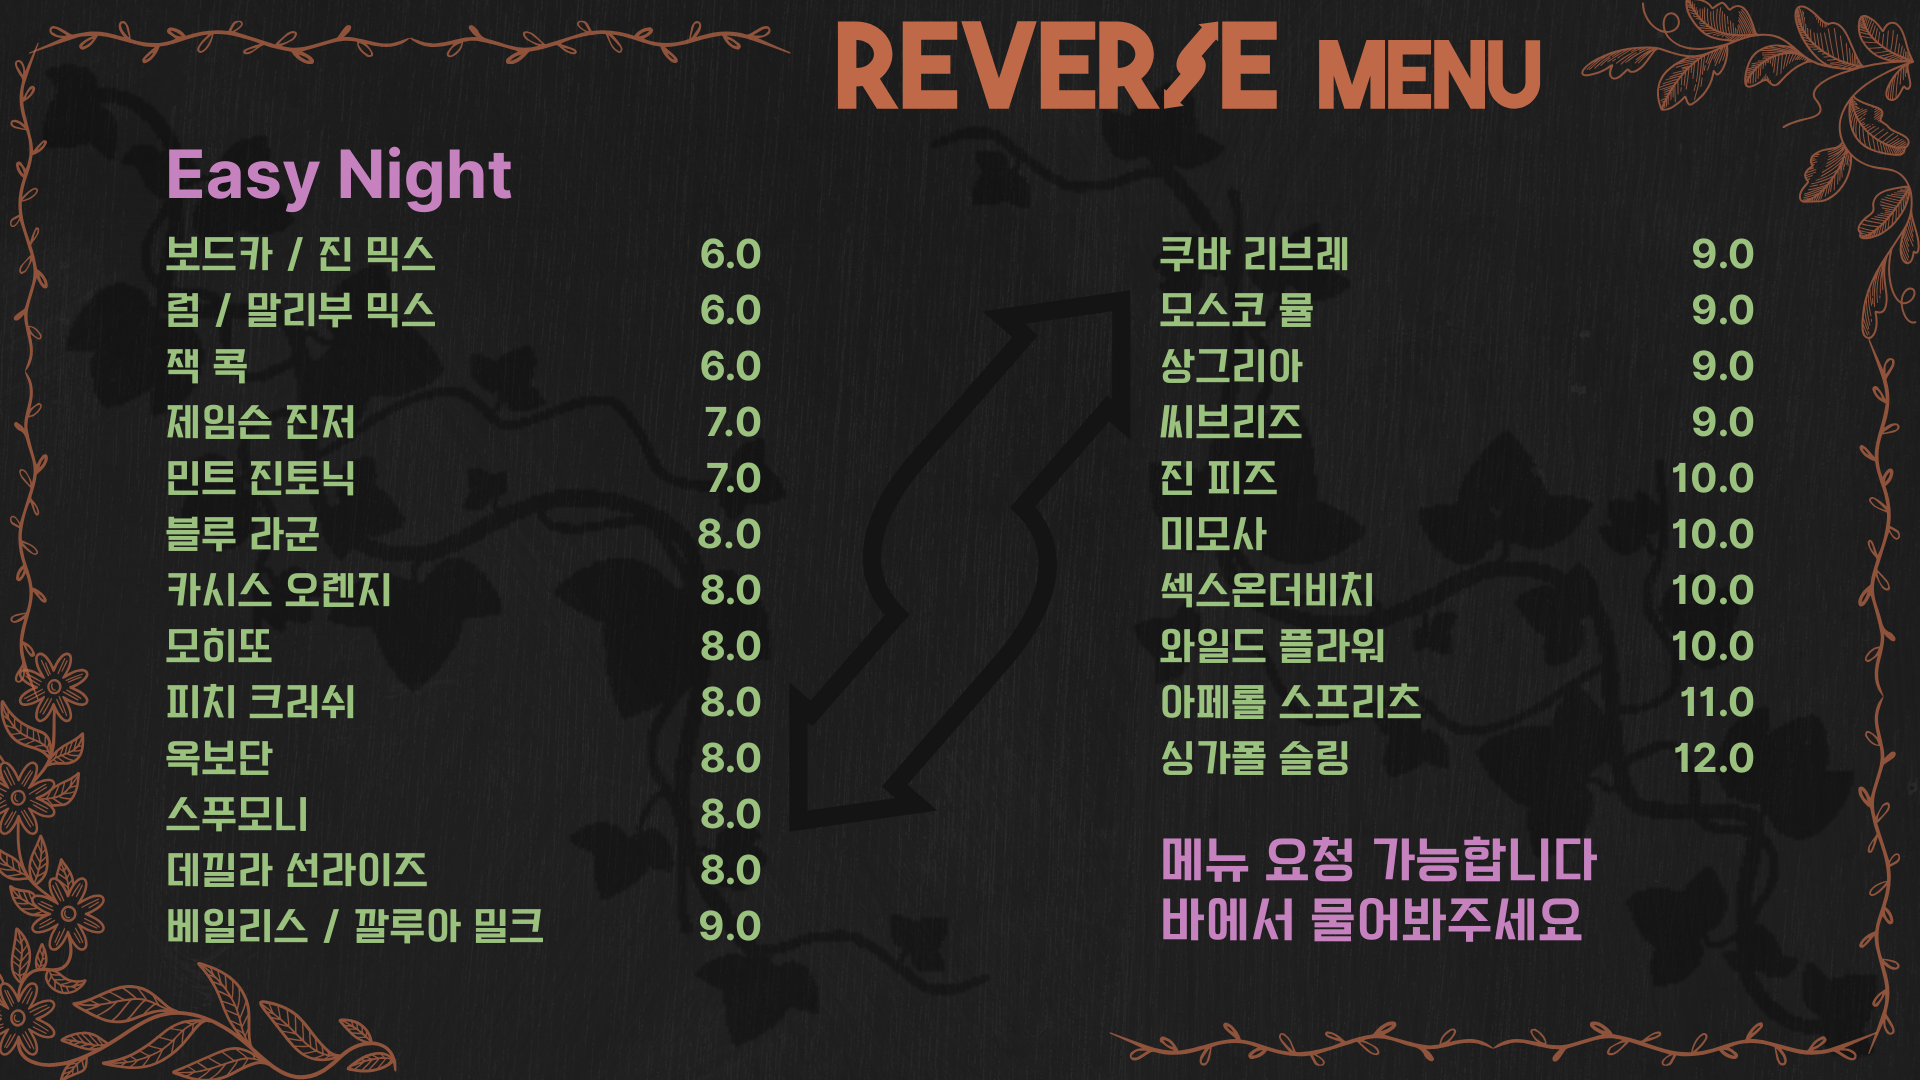 REVERSE MENU
Easy Night
보드카 / 진 믹스 6.0
럼 / 말리부 믹스 6.0
잭 콕 6.0
제임슨 진저 7.0
민트 진토닉 7.0
블루 라군 8.0
카시스 오렌지 8.0
모히또 8.0
피치 크러쉬 8.0
옥보단 8.0
스푸모니 8.0
데낄라 선라이즈 8.0
베일리스 / 깔루아 밀크 9.0
쿠바 리브레 9.0
모스코 뮬 9.0
상그리아 9.0
씨브리즈 9.0
진 피즈 10.0
미모사 10.0
섹스온더비치 10.0
와일드 플라워 10.0
아페롤 스프리츠 11.0
싱가폴 슬링 12.0
메뉴 요청 가능합니다
바에서 물어봐주세요